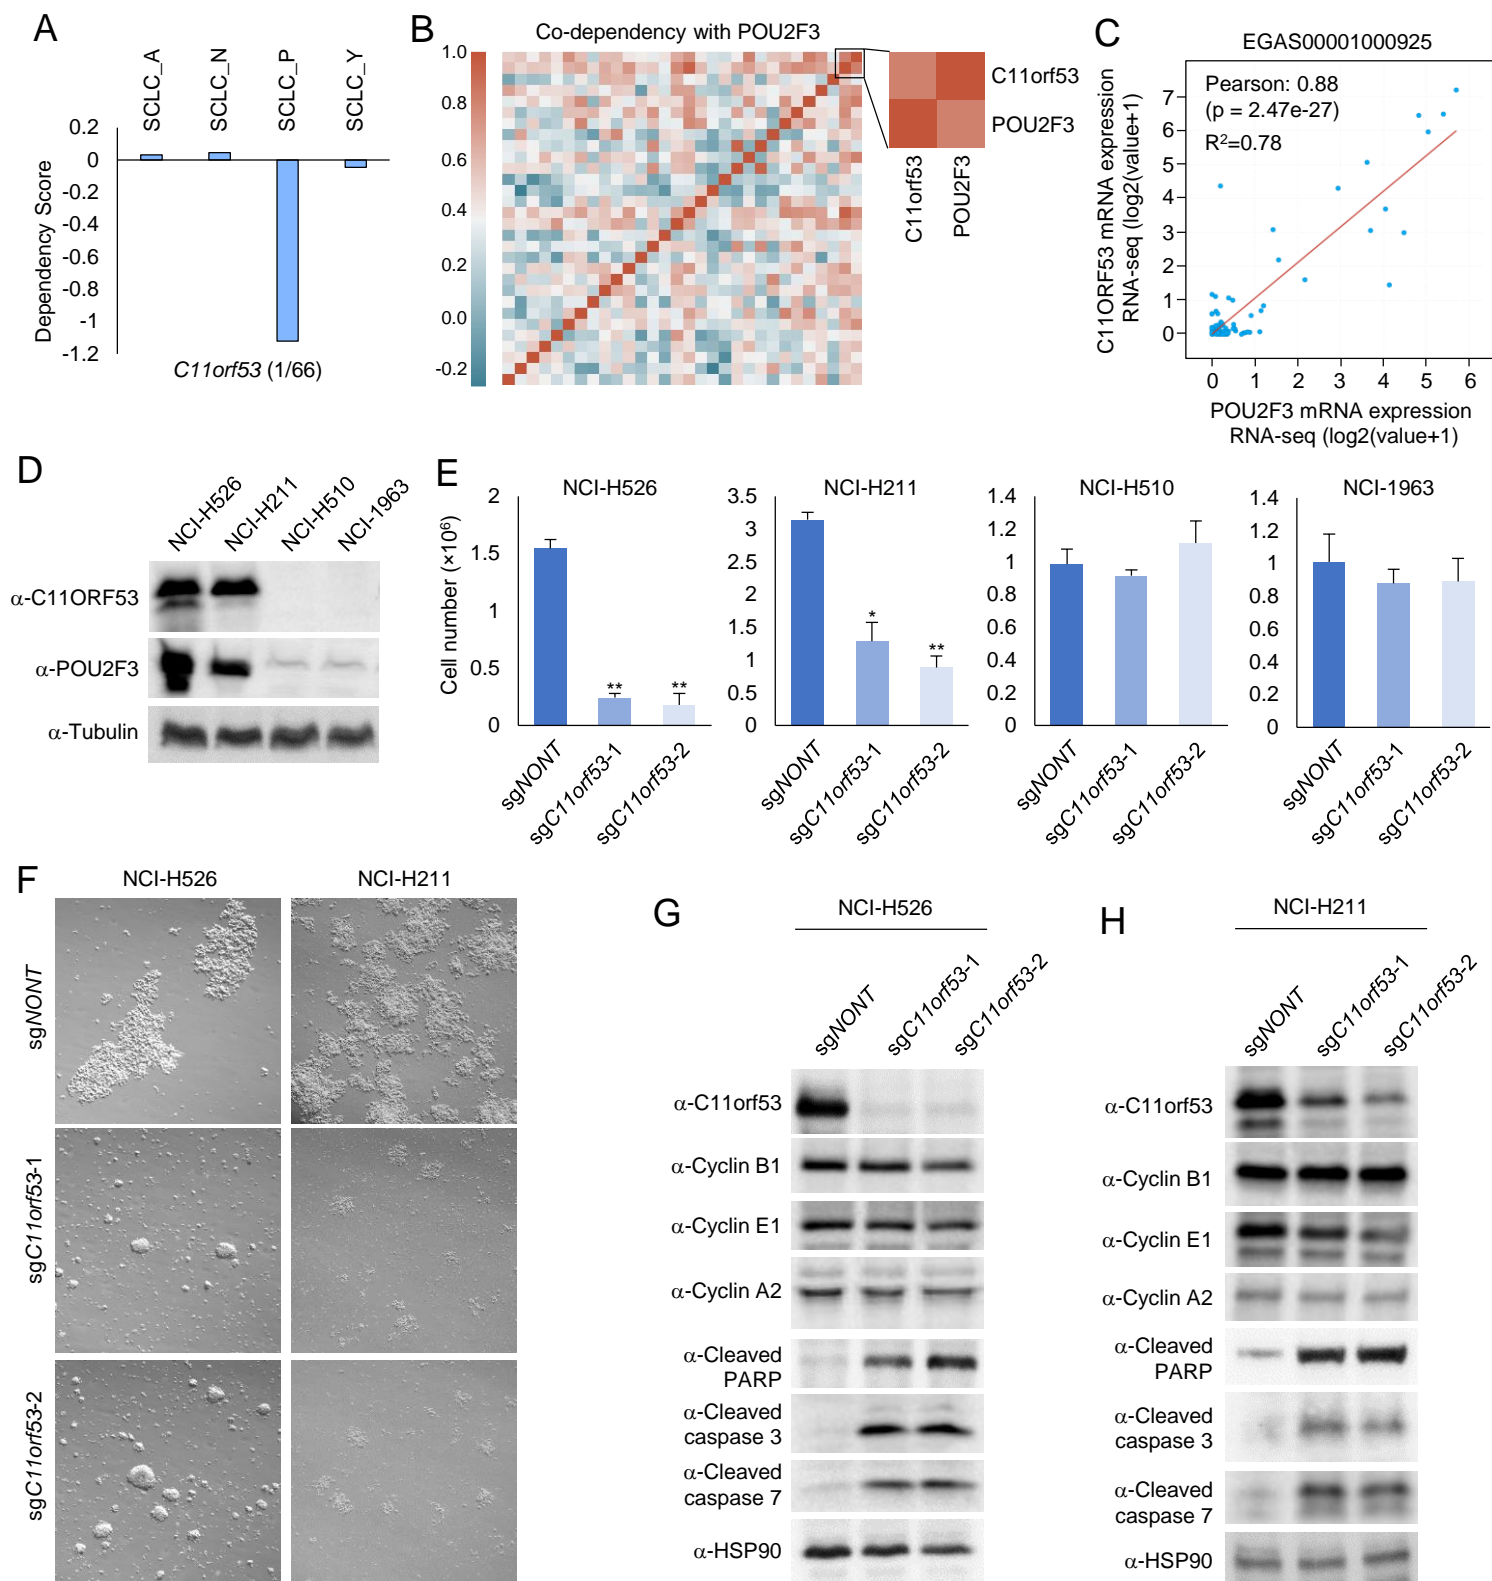 A
SCLC_A
SCLC_N
SCLC_P
SCLC_Y
Dependency Score
0.2
0
-0.2
-0.4
-0.6
-0.8
-1
-1.2
C11orf53 (1/66)
B
Co-dependency with POU2F3
1.0
0.8
0.6
0.4
0.2
0.0
-0.2
C11orf53
POU2F3
C11orf53
POU2F3
C
EGAS00001000925
Pearson: 0.88
(p = 2.47e-27)
R²=0.78
C11ORF53 mRNA expression
RNA-seq (log2(value+1)
7
6
5
4
3
2
1
0
0 1 2 3 4 5 6
POU2F3 mRNA expression
RNA-seq (log2(value+1)
D
NCI-H526
NCI-H211
NCI-H510
NCI-1963
α-C11ORF53
α-POU2F3
α-Tubulin
E
Cell number (×10⁶)
NCI-H526
2
1.5
1
0.5
0
**
**
sgNONT
sgC11orf53-1
sgC11orf53-2
NCI-H211
3.5
3
2.5
2
1.5
1
0.5
0
*
**
sgNONT
sgC11orf53-1
sgC11orf53-2
NCI-H510
1.4
1.2
1
0.8
0.6
0.4
0.2
0
sgNONT
sgC11orf53-1
sgC11orf53-2
NCI-1963
1.4
1.2
1
0.8
0.6
0.4
0.2
0
sgNONT
sgC11orf53-1
sgC11orf53-2
F
NCI-H526
NCI-H211
sgNONT
sgC11orf53-1
sgC11orf53-2
G
NCI-H526
sgNONT
sgC11orf53-1
sgC11orf53-2
α-C11orf53
α-Cyclin B1
α-Cyclin E1
α-Cyclin A2
α-Cleaved
PARP
α-Cleaved
caspase 3
α-Cleaved
caspase 7
α-HSP90
H
NCI-H211
sgNONT
sgC11orf53-1
sgC11orf53-2
α-C11orf53
α-Cyclin B1
α-Cyclin E1
α-Cyclin A2
α-Cleaved
PARP
α-Cleaved
caspase 3
α-Cleaved
caspase 7
α-HSP90